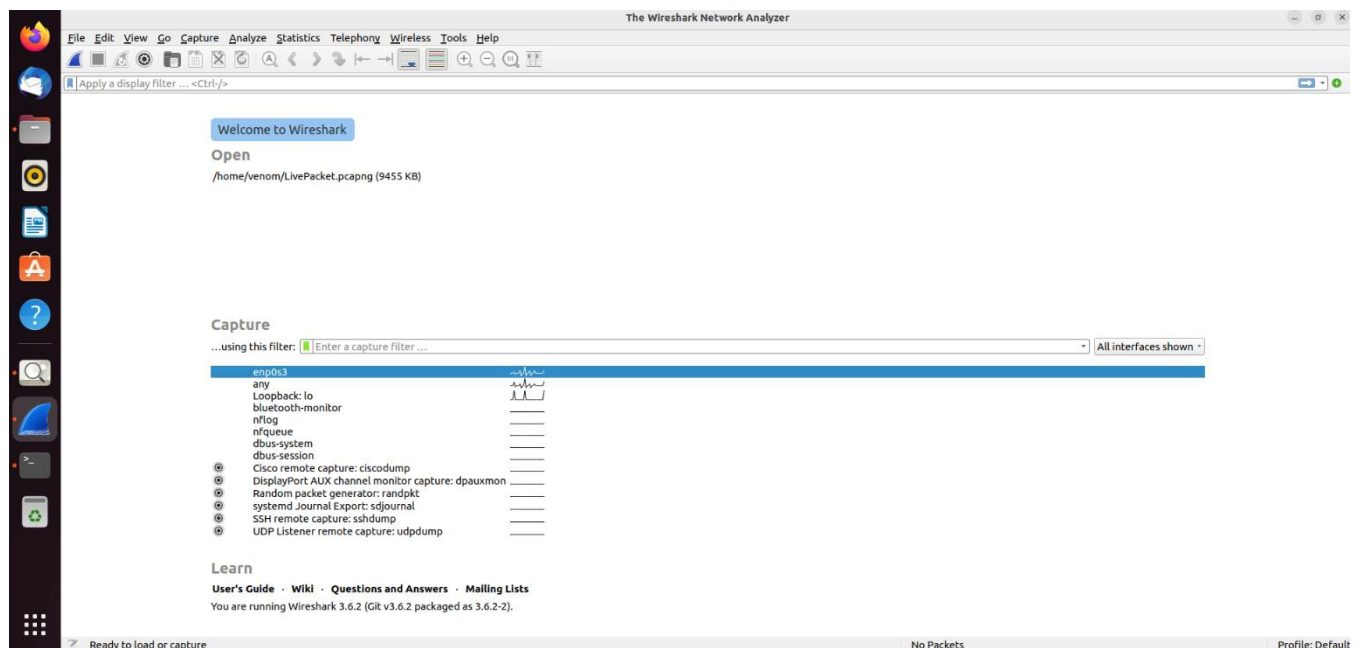 The Wireshark Network Analyzer
File Edit View Go Capture Analyze Statistics Telephony Wireless Tools Help
Apply a display filter ... <Ctrl-/>
Welcome to Wireshark
Open
/home/venom/LivePacket.pcapng (9455 KB)
Capture
...using this filter: Enter a capture filter ... All interfaces shown
enp0s3
any
Loopback: lo
bluetooth-monitor
nflog
nfqueue
dbus-system
dbus-session
Cisco remote capture: ciscodump
DisplayPort AUX channel monitor capture: dpauxmon
Random packet generator: randpkt
systemd Journal Export: sdjournal
SSH remote capture: sshdump
UDP Listener remote capture: udpdump
Learn
User's Guide · Wiki · Questions and Answers · Mailing Lists
You are running Wireshark 3.6.2 (Git v3.6.2 packaged as 3.6.2-2).
Ready to load or capture No Packets Profile: Default